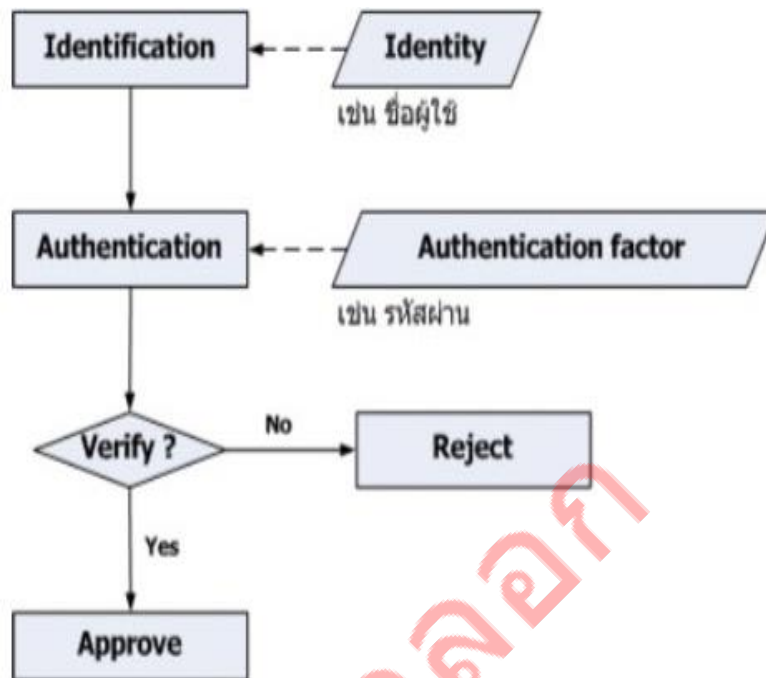 Identification
Identity
เช่น ชื่อผู้ใช้
Authentication
Authentication factor
เช่น รหัสผ่าน
Verify ?
No
Reject
Yes
Approve